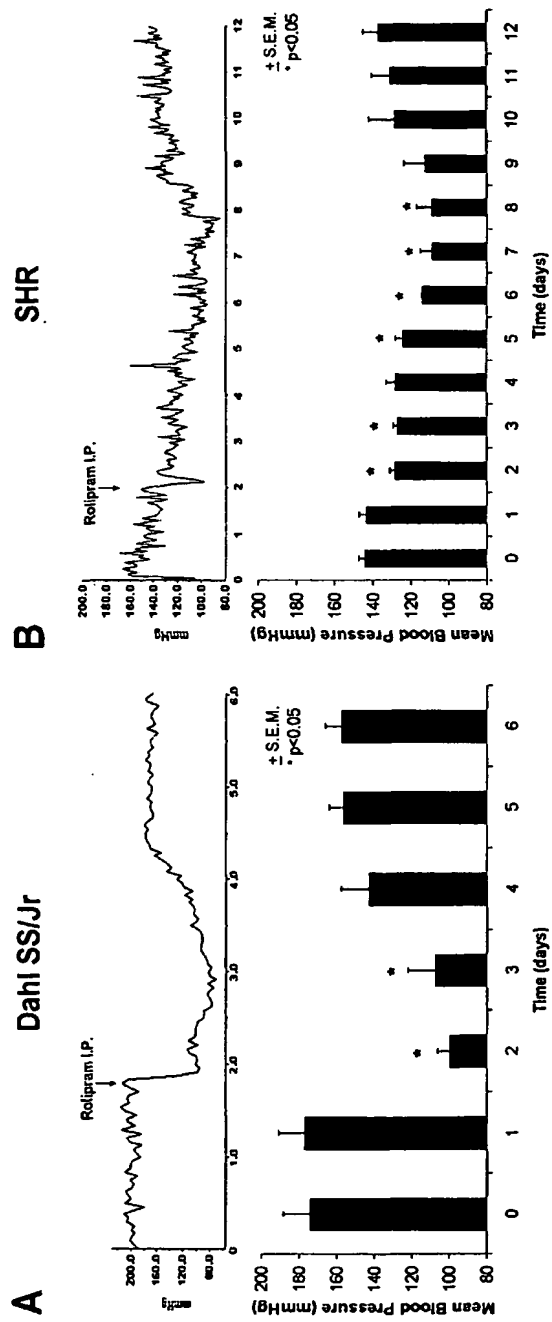 A
Dahl SS/Jr
Rolipram I.P.
mmHg
200.0
160.0
120.0
80.0
0 1.0 2.0 3.0 4.0 5.0 6.0
± S.E.M.
* p<0.05
Mean Blood Pressure (mmHg)
200
180
160
140
120
100
80
* *
0 1 2 3 4 5 6
Time (days)
B
SHR
Rolipram I.P.
mmHg
200.0
180.0
160.0
140.0
120.0
100.0
80.0
0 1 2 3 4 5 6 7 8 9 10 11 12
± S.E.M.
* p<0.05
Mean Blood Pressure (mmHg)
200
180
160
140
120
100
80
* * * * * *
0 1 2 3 4 5 6 7 8 9 10 11 12
Time (days)